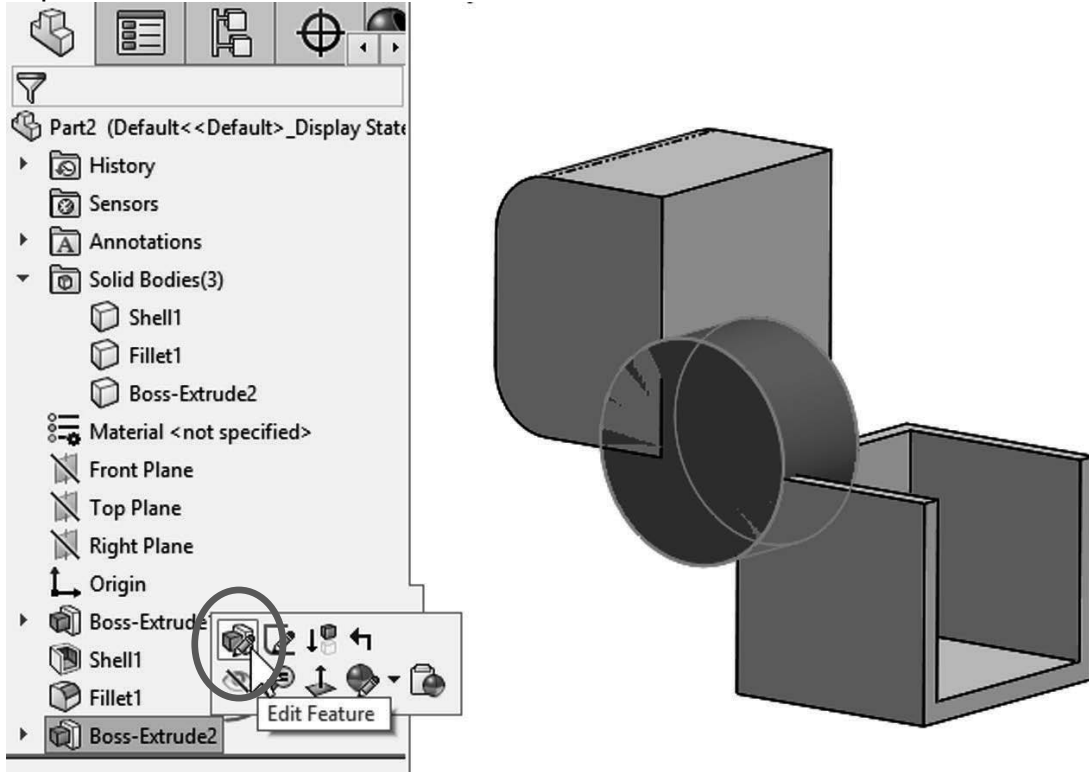 Part2 (Default<<Default>_Display State
History
Sensors
A Annotations
Solid Bodies(3)
Shell1
Fillet1
Boss-Extrude2
Material <not specified>
Front Plane
Top Plane
Right Plane
Origin
Boss-Extrude
Shell1
Fillet1
Edit Feature
Boss-Extrude2